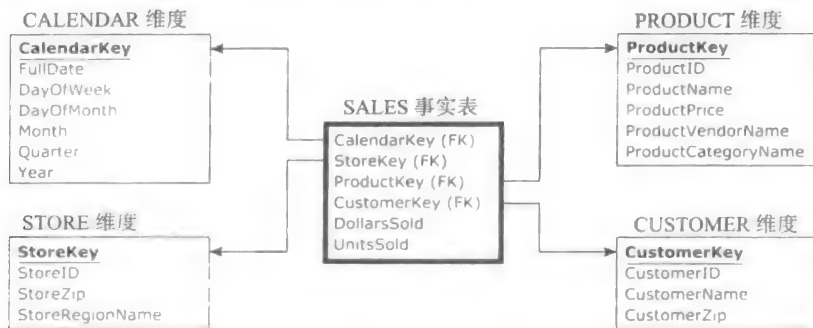 CALENDAR 维度
CalendarKey
FullDate
DayOfWeek
DayOfMonth
Month
Quarter
Year
STORE 维度
StoreKey
StoreID
StoreZip
StoreRegionName
SALES 事实表
CalendarKey (FK)
StoreKey (FK)
ProductKey (FK)
CustomerKey (FK)
DollarsSold
UnitsSold
PRODUCT 维度
ProductKey
ProductID
ProductName
ProductPrice
ProductVendorName
ProductCategoryName
CUSTOMER 维度
CustomerKey
CustomerID
CustomerName
CustomerZip